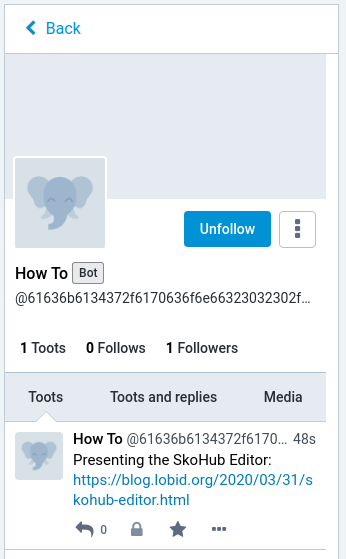 Back
Unfollow
How To Bot
@61636b6134372f6170636f6e66323032302f...
1 Toots 0 Follows 1 Followers
Toots Toots and replies Media
How To @61636b6134372f6170... 48s
Presenting the SkoHub Editor:
https://blog.lobid.org/2020/03/31/s
kohub-editor.html
0